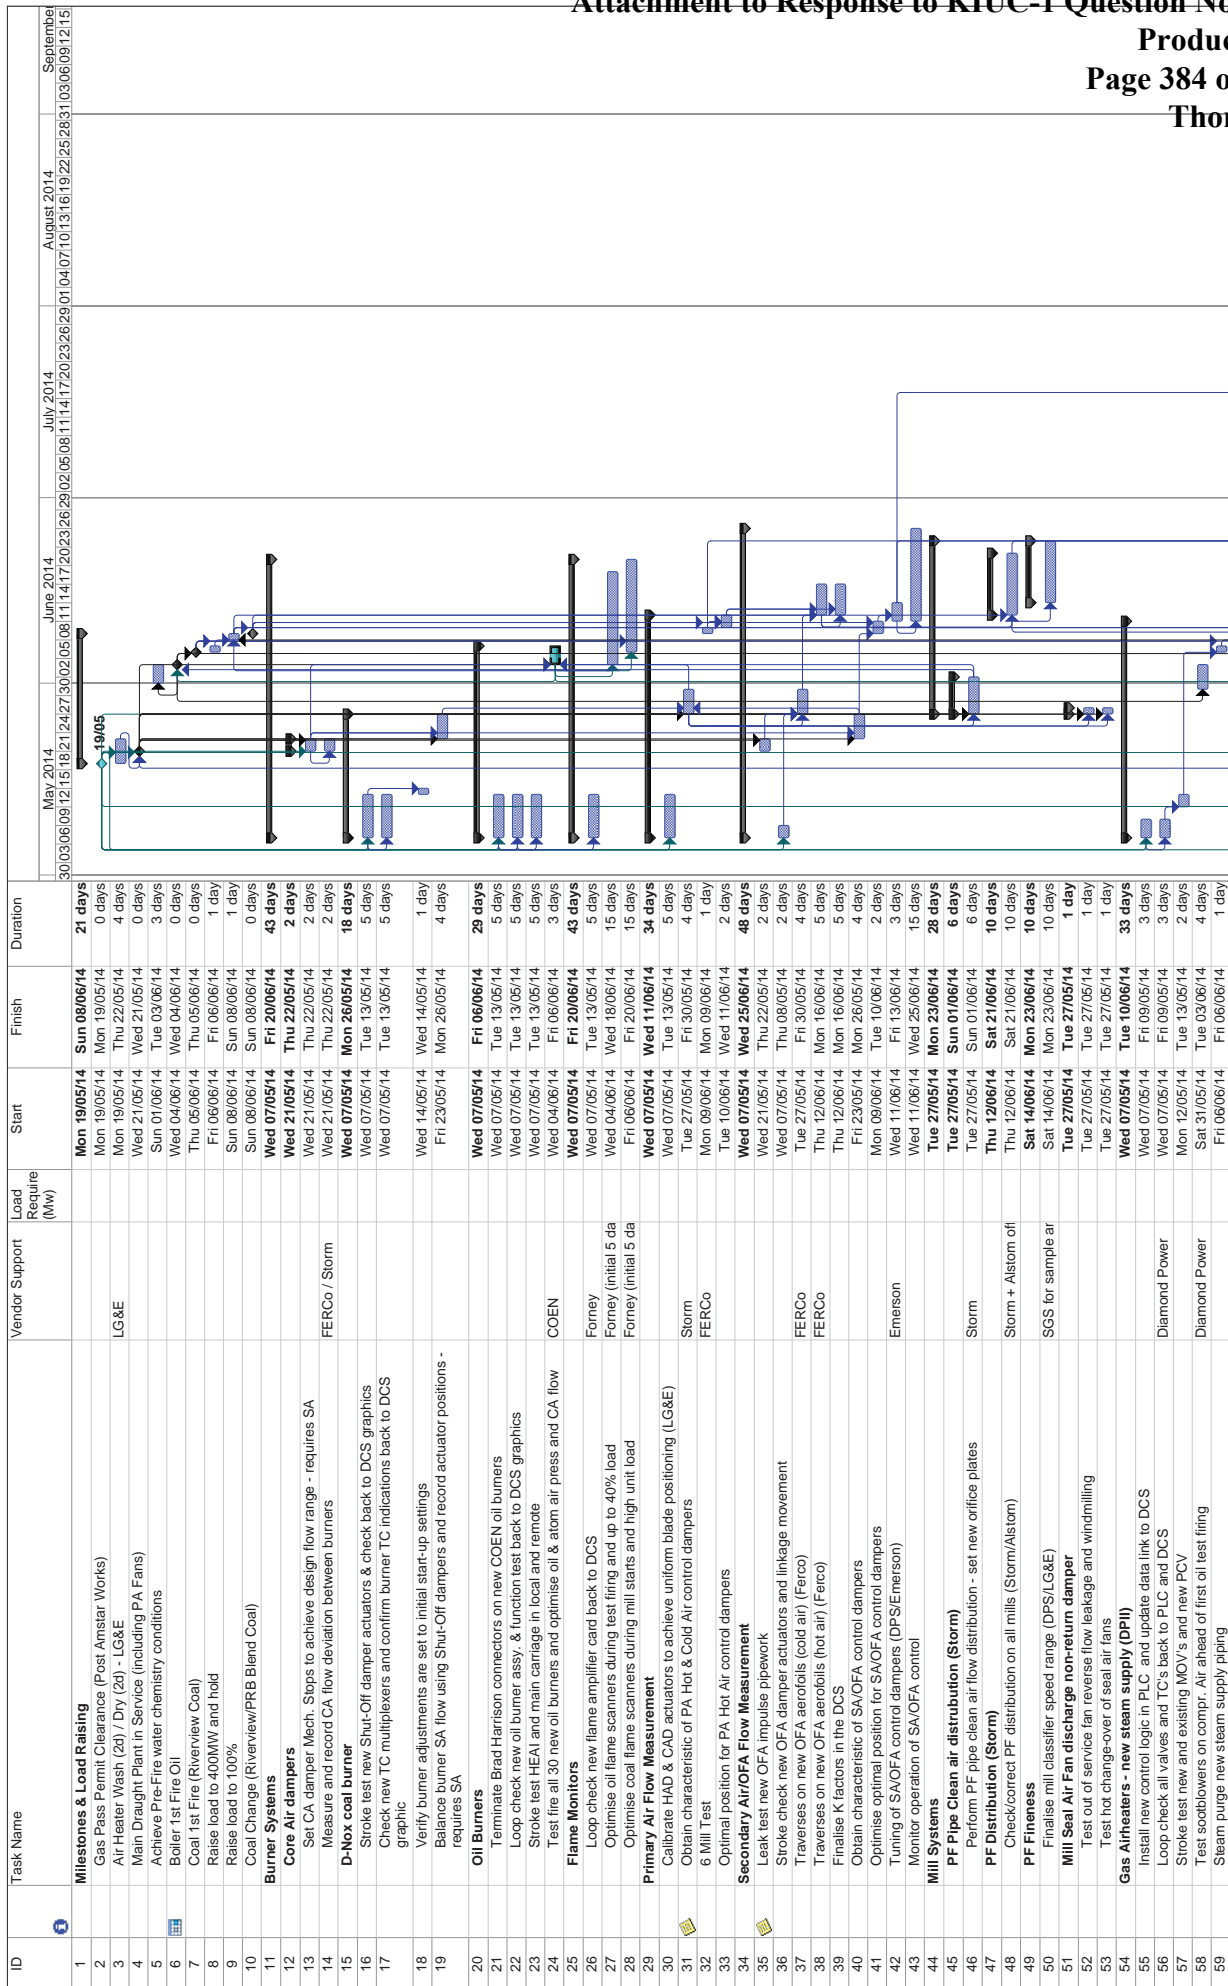 Attachment to Response to KIUC-1 Question No
Produc
Page 384 o
Thor
ID Task Name Vendor Support Load Require (Mw) Start Finish Duration
May 2014 June 2014 July 2014 August 2014 September
30 03 06 09 12 15 18 21 24 27 30 02 05 08 11 14 17 20 23 26 29 02 05 08 11 14 17 20 23 26 29 01 04 07 10 13 16 19 22 25 28 31 03 06 09 12 15
1 Milestones & Load Raising Mon 19/05/14 Sun 08/06/14 21 days
2 Gas Pass Permit Clearance (Post Amstar Works) Mon 19/05/14 Mon 19/05/14 0 days
19/05
3 Air Heater Wash (2d) / Dry (2d) - LG&E LG&E Mon 19/05/14 Thu 22/05/14 4 days
4 Main Draught Plant in Service (including PA Fans) Wed 21/05/14 Wed 21/05/14 0 days
5 Achieve Pre-Fire water chemistry conditions Sun 01/06/14 Tue 03/06/14 3 days
6 Boiler 1st Fire Oil Wed 04/06/14 Wed 04/06/14 0 days
7 Coal 1st Fire (Riverview Coal) Thu 05/06/14 Thu 05/06/14 0 days
8 Raise load to 400MW and hold Fri 06/06/14 Fri 06/06/14 1 day
9 Raise load to 100% Sun 08/06/14 Sun 08/06/14 1 day
10 Coal Change (Riverview/PRB Blend Coal) Sun 08/06/14 Sun 08/06/14 0 days
11 Burner Systems Wed 07/05/14 Fri 20/06/14 43 days
12 Core Air dampers Wed 21/05/14 Thu 22/05/14 2 days
13 Set CA damper Mech. Stops to achieve design flow range - requires SA Wed 21/05/14 Thu 22/05/14 2 days
14 Measure and record CA flow deviation between burners FERCo / Storm Wed 21/05/14 Thu 22/05/14 2 days
15 D-Nox coal burner Wed 07/05/14 Mon 26/05/14 18 days
16 Stroke test new Shut-Off damper actuators & check back to DCS graphics Wed 07/05/14 Tue 13/05/14 5 days
17 Check new TC multiplexers and confirm burner TC indications back to DCS graphic Wed 07/05/14 Tue 13/05/14 5 days
18 Verify burner adjustments are set to initial start-up settings Wed 14/05/14 Wed 14/05/14 1 day
19 Balance burner SA flow using Shut-Off dampers and record actuator positions - requires SA Fri 23/05/14 Mon 26/05/14 4 days
20 Oil Burners Wed 07/05/14 Fri 06/06/14 29 days
21 Terminate Brad Harrison connectors on new COEN oil burners Wed 07/05/14 Tue 13/05/14 5 days
22 Loop check new oil burner assy. & function test back to DCS graphics Wed 07/05/14 Tue 13/05/14 5 days
23 Stroke test HEAI and main carriage in local and remote Wed 07/05/14 Tue 13/05/14 5 days
24 Test fire all 30 new oil burners and optimise oil & atom air press and CA flow COEN Wed 04/06/14 Fri 06/06/14 3 days
25 Flame Monitors Wed 07/05/14 Fri 20/06/14 43 days
26 Loop check new flame amplifier card back to DCS Forney Wed 07/05/14 Tue 13/05/14 5 days
27 Optimise oil flame scanners during test firing and up to 40% load Forney (initial 5 da Wed 04/06/14 Wed 18/06/14 15 days
28 Optimise coal flame scanners during mill starts and high unit load Forney (initial 5 da Fri 06/06/14 Fri 20/06/14 15 days
29 Primary Air Flow Measurement Wed 07/05/14 Wed 11/06/14 34 days
30 Calibrate HAD & CAD actuators to achieve uniform blade positioning (LG&E) Wed 07/05/14 Tue 13/05/14 5 days
31 Obtain characteristic of PA Hot & Cold Air control dampers Storm Tue 27/05/14 Fri 30/05/14 4 days
32 6 Mill Test FERCo Mon 09/06/14 Mon 09/06/14 1 day
33 Optimal position for PA Hot Air control dampers Tue 10/06/14 Wed 11/06/14 2 days
34 Secondary Air/OFA Flow Measurement Wed 07/05/14 Wed 25/06/14 48 days
35 Leak test new OFA impulse pipework Wed 21/05/14 Thu 22/05/14 2 days
36 Stroke check new OFA damper actuators and linkage movement Wed 07/05/14 Thu 08/05/14 2 days
37 Traverses on new OFA aerofoils (cold air) (Ferco) FERCo Tue 27/05/14 Fri 30/05/14 4 days
38 Traverses on new OFA aerofoils (hot air) (Ferco) FERCo Thu 12/06/14 Mon 16/06/14 5 days
39 Finalise K factors in the DCS Thu 12/06/14 Mon 16/06/14 5 days
40 Obtain characteristic of SA/OFA control dampers Fri 23/05/14 Mon 26/05/14 4 days
41 Optimise optimal position for SA/OFA control dampers Mon 09/06/14 Tue 10/06/14 2 days
42 Tuning of SA/OFA control dampers (DPS/Emerson) Emerson Wed 11/06/14 Fri 13/06/14 3 days
43 Monitor operation of SA/OFA control Wed 11/06/14 Wed 25/06/14 15 days
44 Mill Systems Tue 27/05/14 Mon 23/06/14 28 days
45 PF Pipe Clean air distrubution (Storm) Tue 27/05/14 Sun 01/06/14 6 days
46 Perform PF pipe clean air flow distribution - set new orifice plates Storm Tue 27/05/14 Sun 01/06/14 6 days
47 PF Distribution (Storm) Thu 12/06/14 Sat 21/06/14 10 days
48 Check/correct PF distribution on all mills (Storm/Alstom) Storm + Alstom off Thu 12/06/14 Sat 21/06/14 10 days
49 PF Fineness Sat 14/06/14 Mon 23/06/14 10 days
50 Finalise mill classifier speed range (DPS/LG&E) SGS for sample ar Sat 14/06/14 Mon 23/06/14 10 days
51 Mill Seal Air Fan discharge non-return damper Tue 27/05/14 Tue 27/05/14 1 day
52 Test out of service fan reverse flow leakage and windmilling Tue 27/05/14 Tue 27/05/14 1 day
53 Test hot change-over of seal air fans Tue 27/05/14 Tue 27/05/14 1 day
54 Gas Airheaters - new steam supply (DPII) Wed 07/05/14 Tue 10/06/14 33 days
55 Install new control logic in PLC and update data link to DCS Wed 07/05/14 Fri 09/05/14 3 days
56 Loop check all valves and TC's back to PLC and DCS Diamond Power Wed 07/05/14 Fri 09/05/14 3 days
57 Stroke test new and existing MOV's and new PCV Mon 12/05/14 Tue 13/05/14 2 days
58 Test sootblowers on compr. Air ahead of first oil test firing Diamond Power Sat 31/05/14 Tue 03/06/14 4 days
59 Steam purge new steam supply piping Fri 06/06/14 Fri 06/06/14 1 day